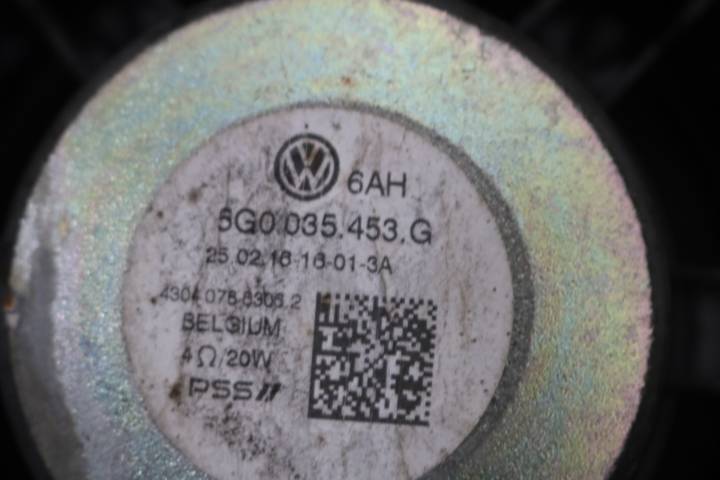 6AH
5G0.035.453.G
25.02.16-16-01-3A
4304 078 6306.2
BELGIUM
4Ω/20W
PSS//